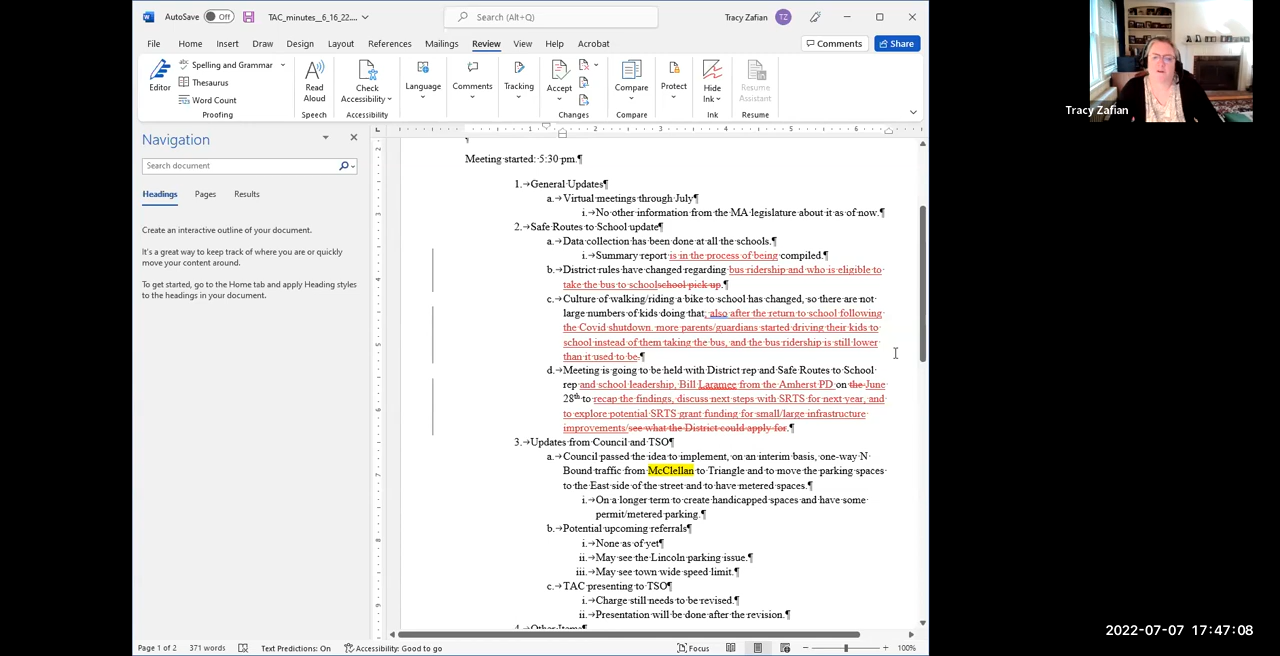 AutoSave Off TAC_minutes__6_16_22.... Search (Alt+Q) Tracy Zafian TZ
File Home Insert Draw Design Layout References Mailings Review View Help Acrobat Comments Share
Editor
Spelling and Grammar
Thesaurus
Word Count
Proofing
Read Aloud
Speech
Check Accessibility
Accessibility
Language
Comments
Tracking
Accept
Changes
Compare
Compare
Protect
Hide Ink
Ink
Resume Assistant
Resume
Tracy Zafian
Navigation
Search document
Headings Pages Results
Create an interactive outline of your document.
It's a great way to keep track of where you are or quickly
move your content around.
To get started, go to the Home tab and apply Heading styles
to the headings in your document.
1 2 3 4 5 6
Meeting started: 5:30 pm.¶
1.→General Updates¶
a.→Virtual meetings through July¶
i.→No other information from the MA legislature about it as of now.¶
2.→Safe Routes to School update¶
a.→Data collection has been done at all the schools.¶
i.→Summary report is in the process of being compiled.¶
b.→District rules have changed regarding bus ridership and who is eligible to
take the bus to schoolschool pick up.¶
c.→Culture of walking/riding a bike to school has changed, so there are not
large numbers of kids doing that, also after the return to school following
the Covid shutdown. more parents/guardians started driving their kids to
school instead of them taking the bus, and the bus ridership is still lower
than it used to be.¶
d.→Meeting is going to be held with District rep and Safe Routes to School
rep and school leadership, Bill Laramee from the Amherst PD on the June
28th to recap the findings, discuss next steps with SRTS for next year, and
to explore potential SRTS grant funding for small/large infrastructure
improvements/see what the District could apply for.¶
3.→Updates from Council and TSO¶
a.→Council passed the idea to implement, on an interim basis, one-way N
Bound traffic from McClellan to Triangle and to move the parking spaces
to the East side of the street and to have metered spaces.¶
i.→On a longer term to create handicapped spaces and have some
permit/metered parking.¶
b.→Potential upcoming referrals¶
i.→None as of yet¶
ii.→May see the Lincoln parking issue.¶
iii.→May see town wide speed limit.¶
c.→TAC presenting to TSO¶
i.→Charge still needs to be revised.¶
ii.→Presentation will be done after the revision.¶
4.→Other Items¶
Page 1 of 2 371 words Text Predictions: On Accessibility: Good to go Focus 100%
2022-07-07 17:47:08